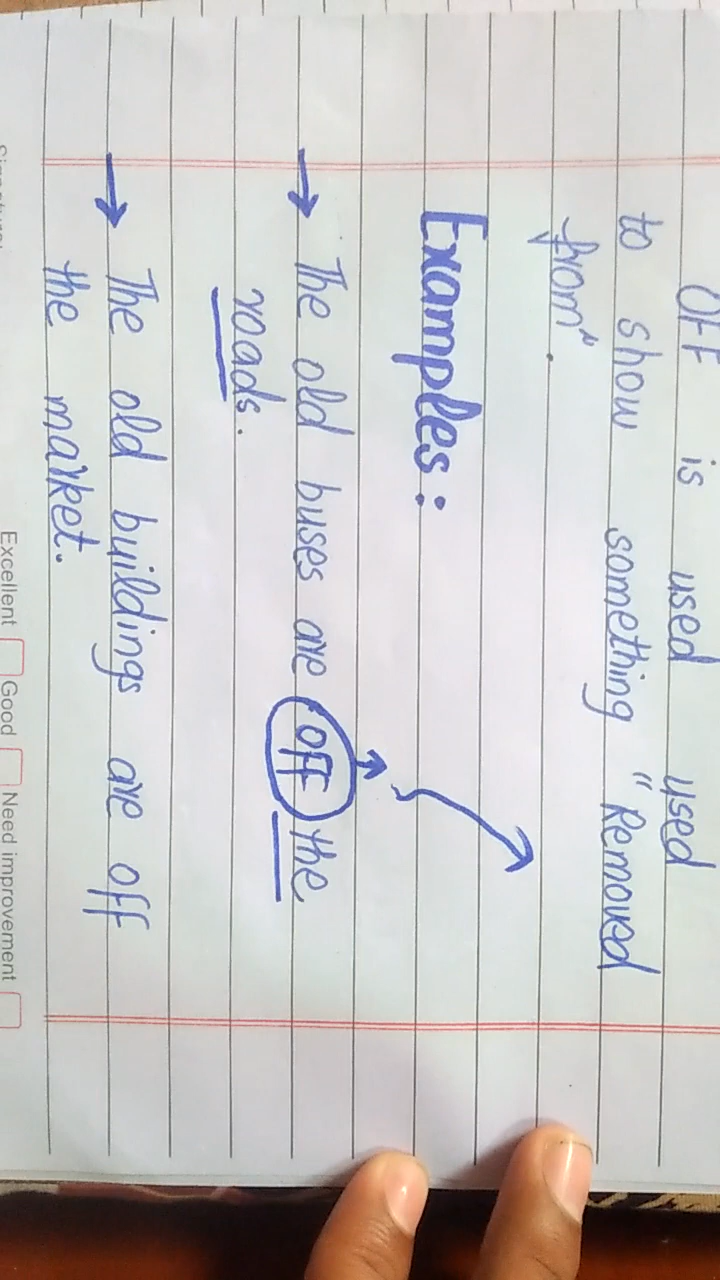 OFF is used used
to show something "Removed
from".
Examples:
→ The old buses are off the
roads.
→ The old buildings are off
the market.
Excellent Good Need improvement